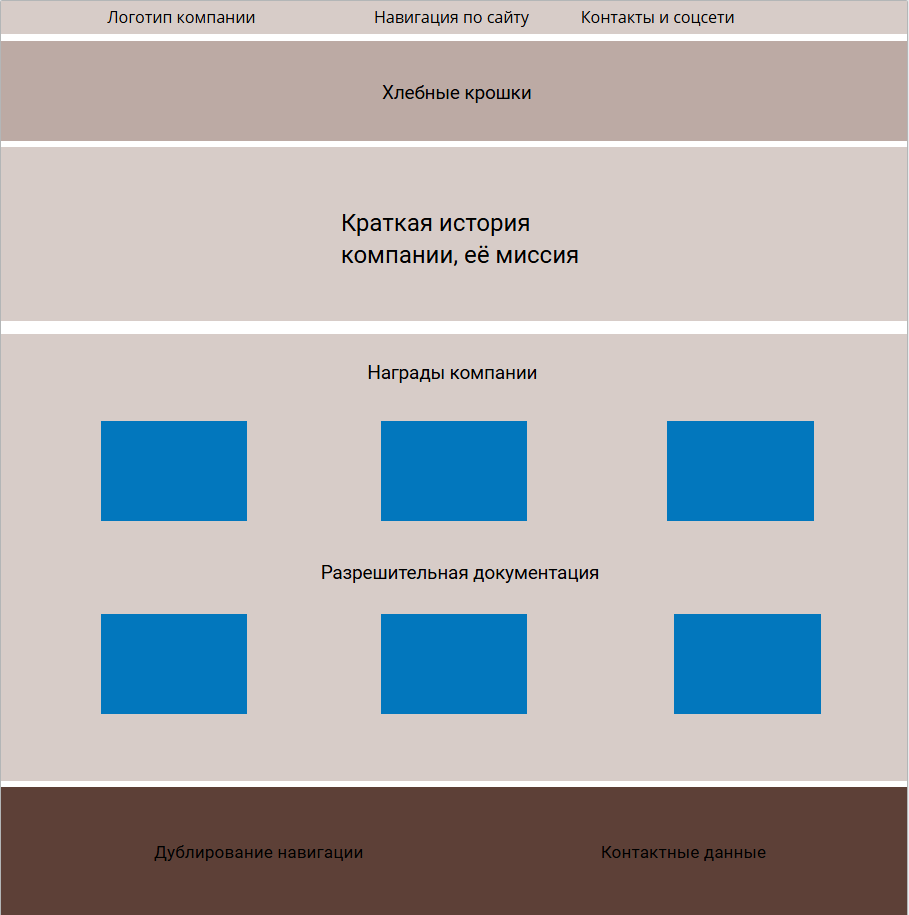 Логотип компании
Навигация по сайту
Контакты и соцсети
Хлебные крошки
Краткая история
компании, её миссия
Награды компании
Разрешительная документация
Дублирование навигации
Контактные данные